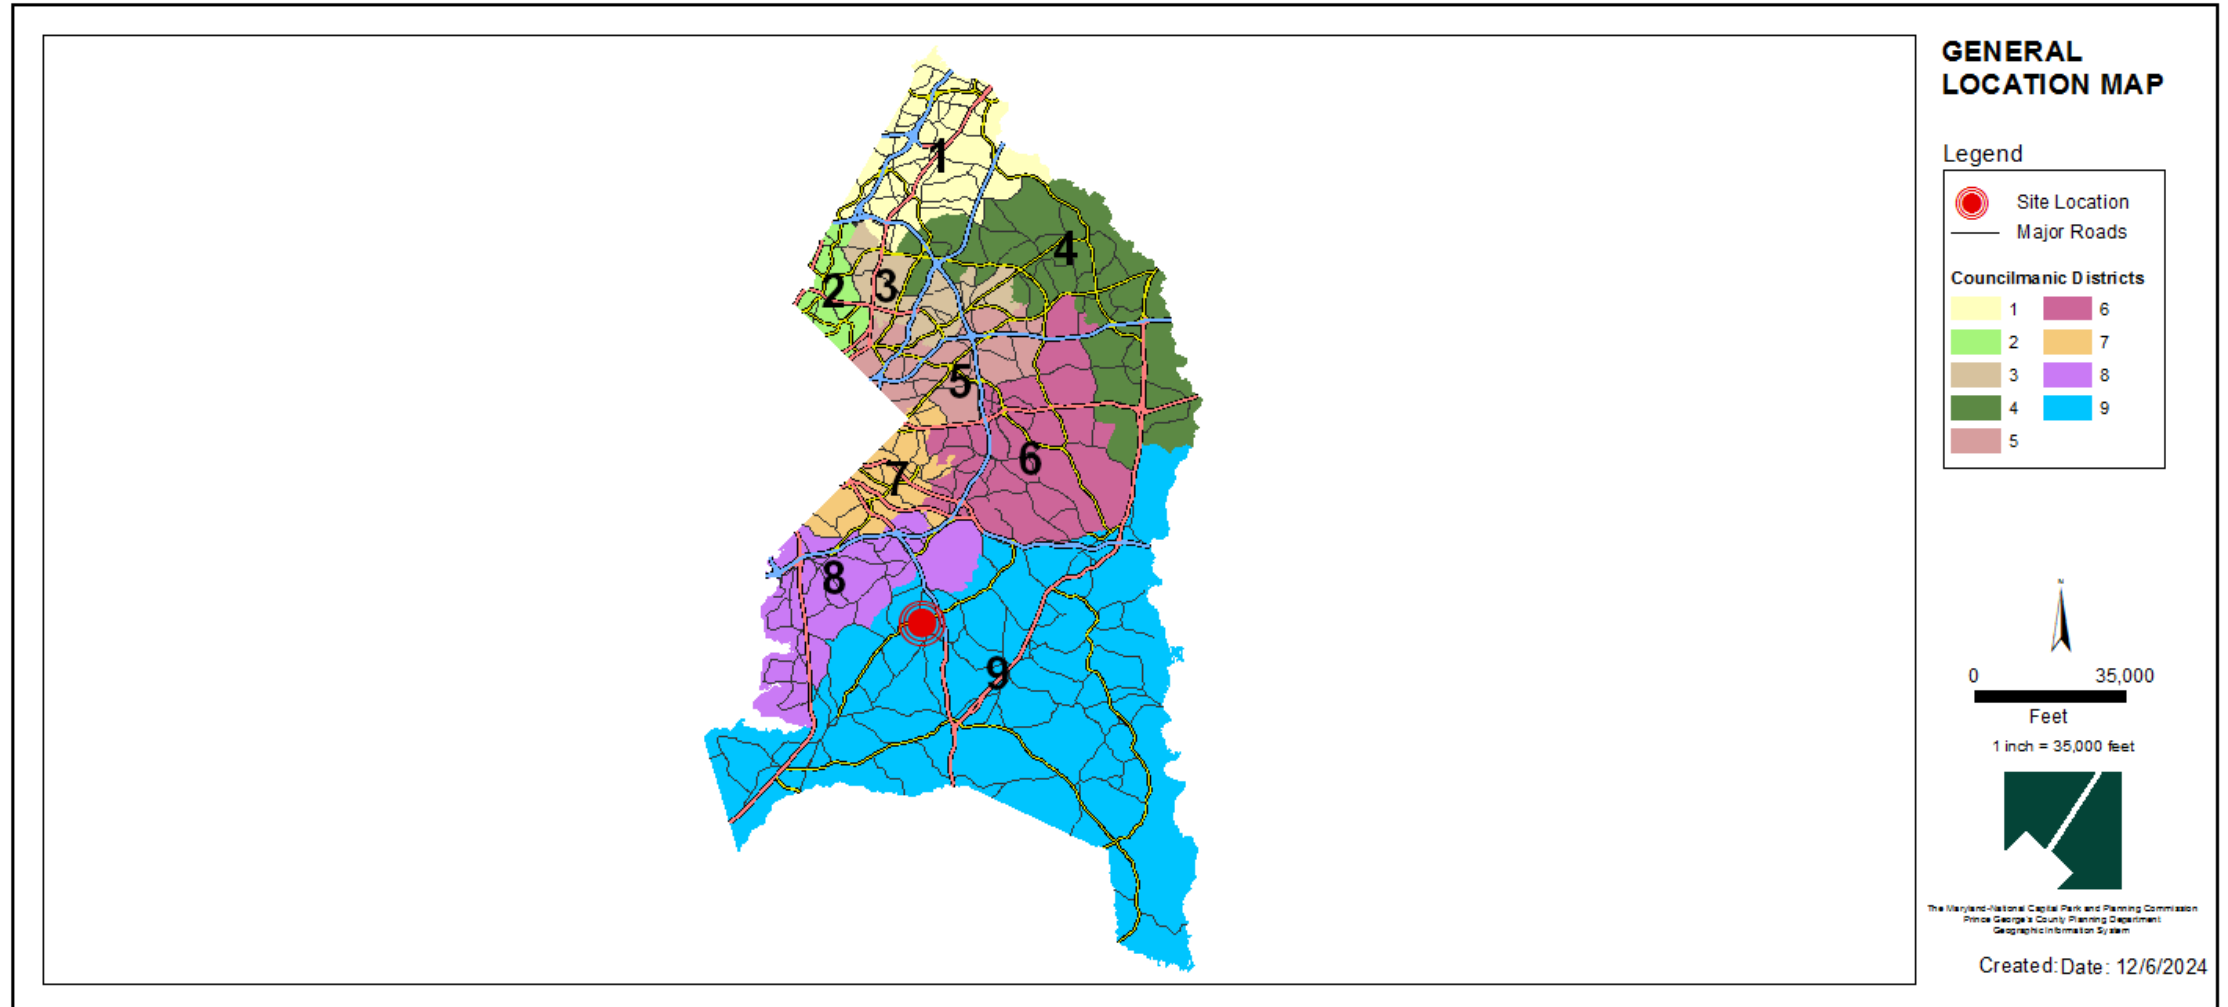 GENERAL
LOCATION MAP
Legend
Site Location
Major Roads
Councilmanic Districts
1 6
2 7
3 8
4 9
5
1
2
3
4
5
6
7
8
9
N
0 35,000
Feet
1 inch = 35,000 feet
The Maryland-National Capital Park and Planning Commission
Prince George's County Planning Department
Geographic Information System
Created: Date: 12/6/2024